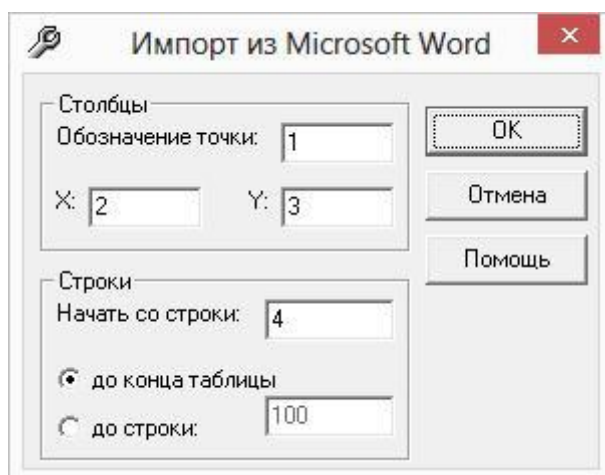 Импорт из Microsoft Word
Столбцы
Обозначение точки: 1
X: 2 Y: 3
Строки
Начать со строки: 4
до конца таблицы
до строки: 100
OK
Отмена
Помощь